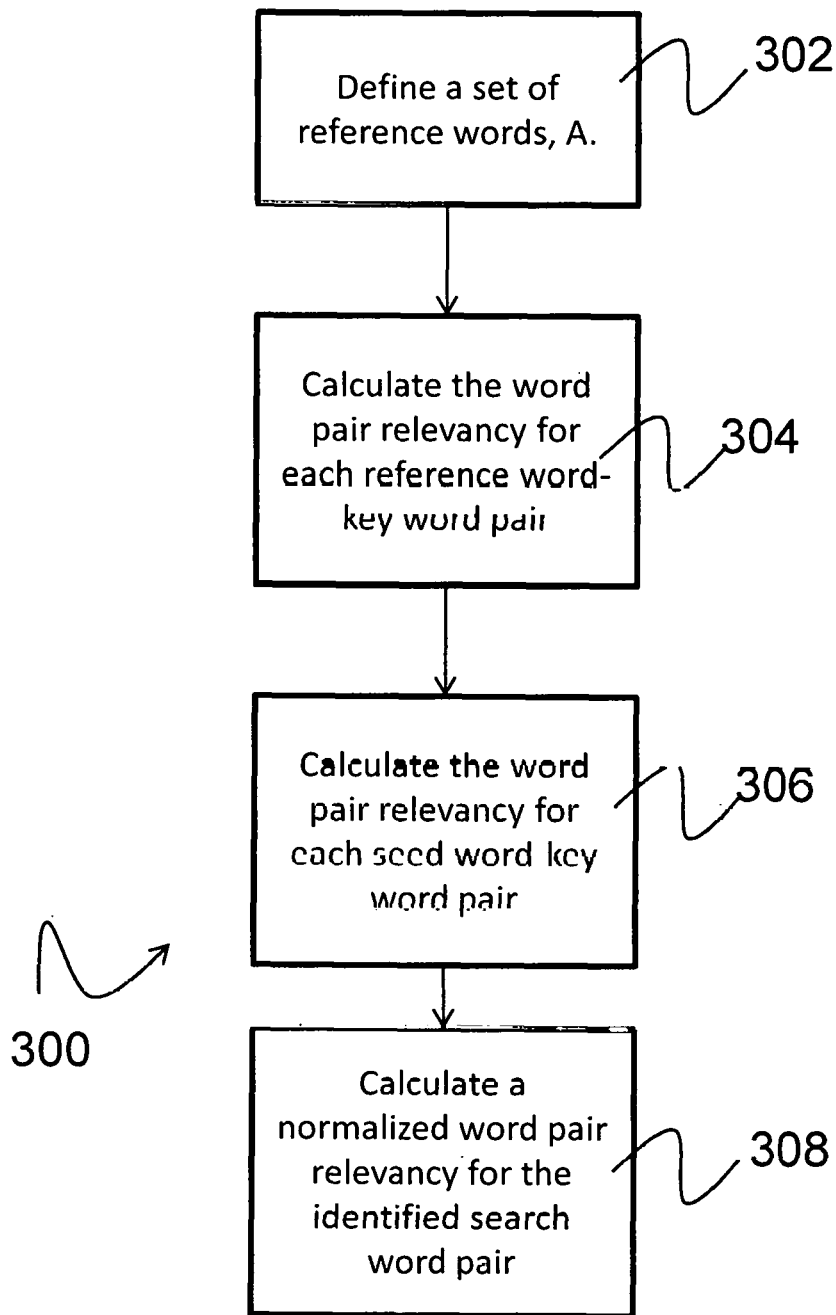 302
Define a set of
reference words, A.
Calculate the word
pair relevancy for
each reference word-
key word pair
304
Calculate the word
pair relevancy for
each seed word key
word pair
306
300
Calculate a
normalized word pair
relevancy for the
identified search
word pair
308